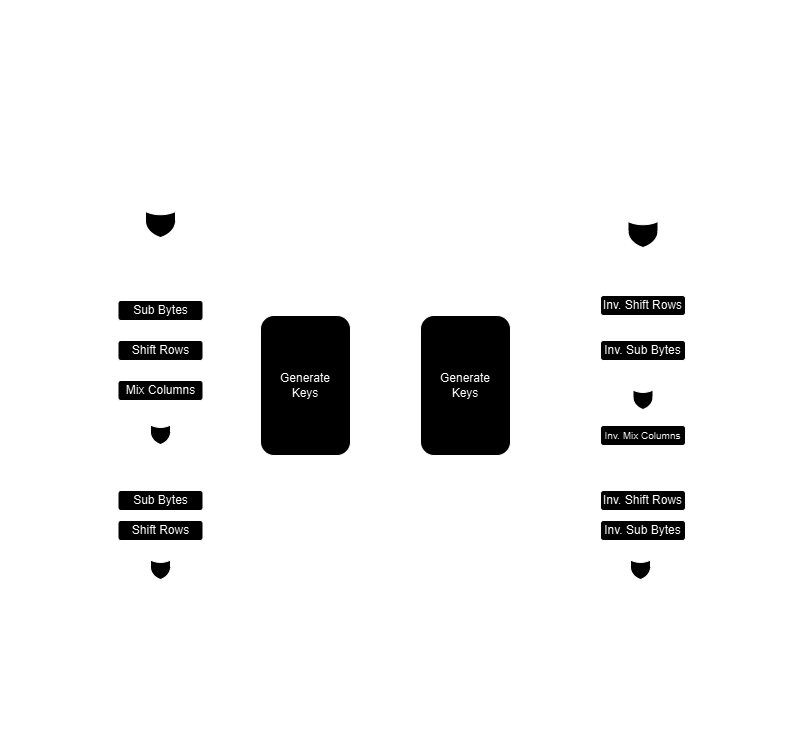 Sub Bytes
Shift Rows
Mix Columns
Sub Bytes
Shift Rows
Generate
Keys
Generate
Keys
Inv. Shift Rows
Inv. Sub Bytes
Inv. Mix Columns
Inv. Shift Rows
Inv. Sub Bytes